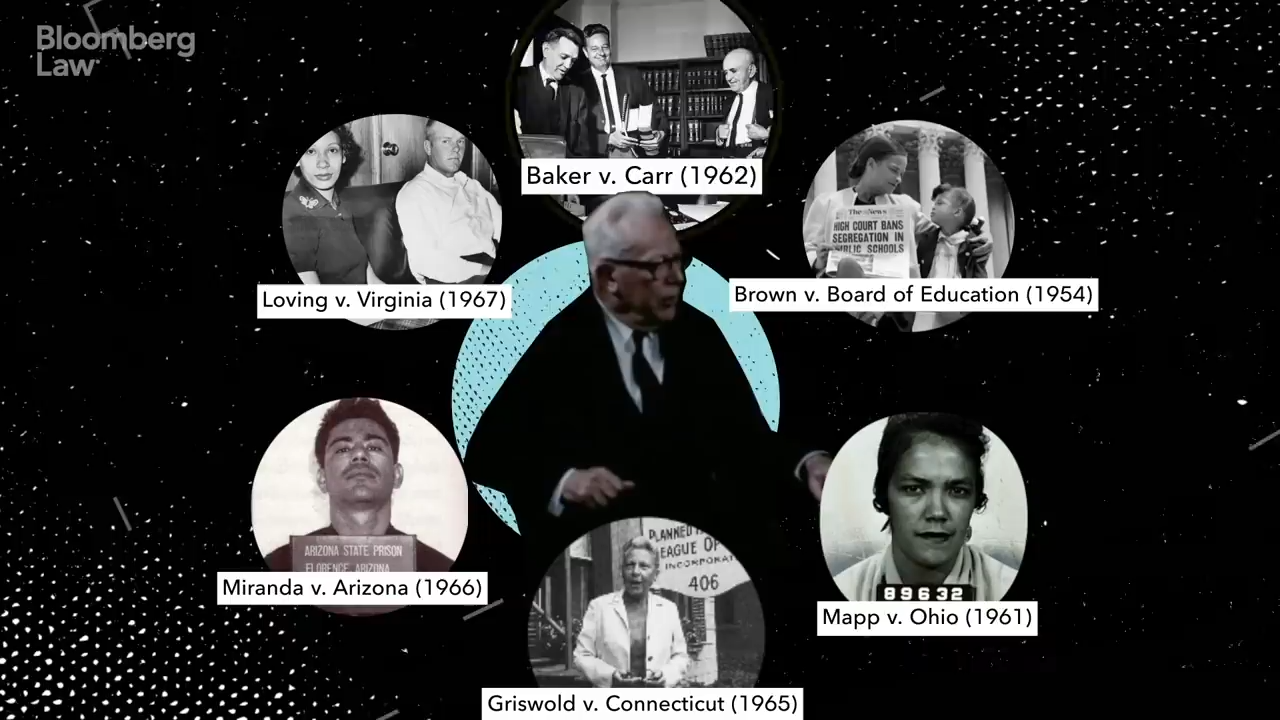 Bloomberg
Law
Baker v. Carr (1962)
Loving v. Virginia (1967)
The News
HIGH COURT BANS
SEGREGATION IN
PUBLIC SCHOOLS
Brown v. Board of Education (1954)
ARIZONA STATE PRISON
FLORENCE, ARIZONA
Miranda v. Arizona (1966)
89632
Mapp v. Ohio (1961)
PLANNED
LEAGUE OF
INCORPORAT
406
Griswold v. Connecticut (1965)